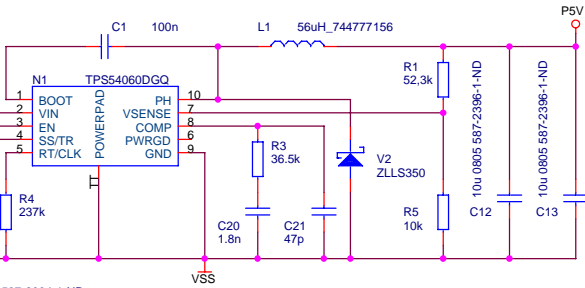 P5V
C1 100n
L1 56uH_744777156
N1 TPS54060DGQ
R1
52,3k
10u 0805 587-2396-1-ND
10u 0805 587-2396-1-ND
1 BOOT PH 10
2 VIN VSENSE 7
3 EN COMP 8
4 SS/TR PWRGD 6
5 RT/CLK GND 9
POWERPAD
R3
36.5k
V2
ZLLS350
R4
237k
C20
1.8n
C21
47p
R5
10k
C12
C13
VSS